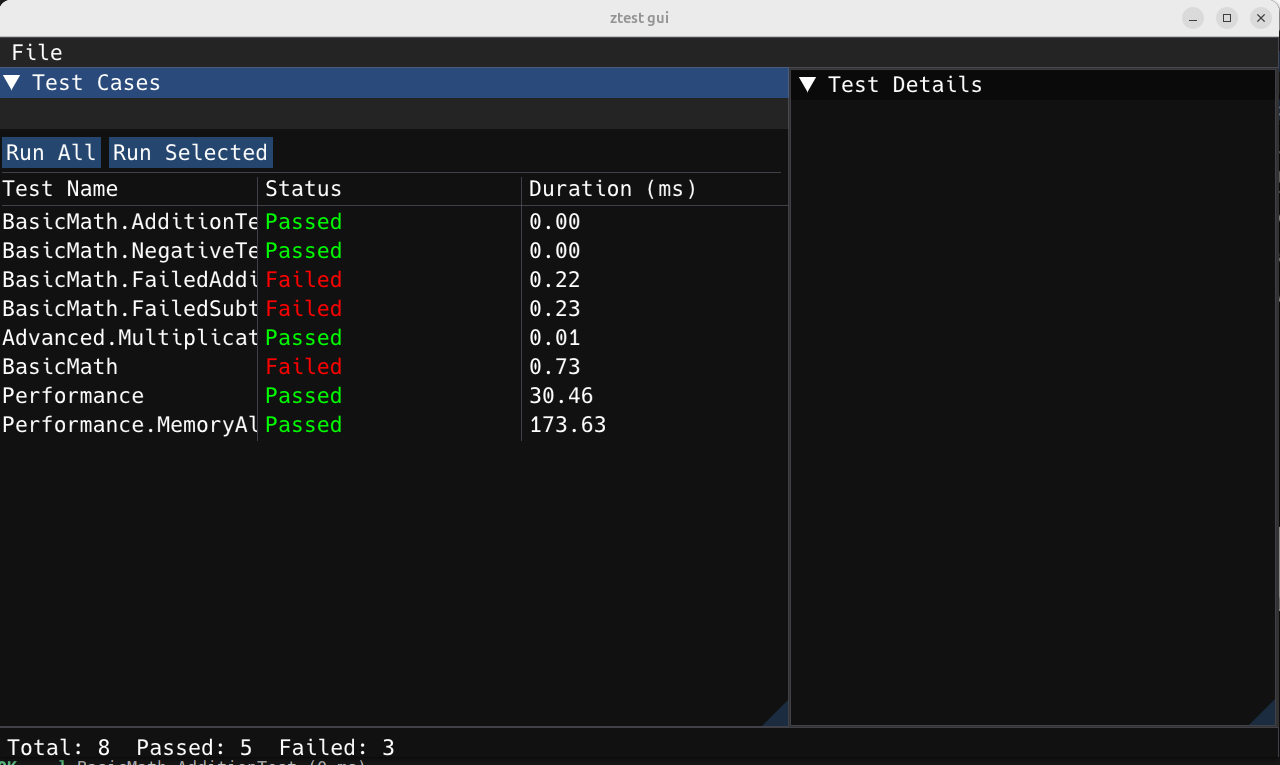 ztest gui
File
Test Cases
Test Details
Run All Run Selected
Test Name Status Duration (ms)
BasicMath.AdditionTe Passed 0.00
BasicMath.NegativeTe Passed 0.00
BasicMath.FailedAddi Failed 0.22
BasicMath.FailedSubt Failed 0.23
Advanced.Multiplicat Passed 0.01
BasicMath Failed 0.73
Performance Passed 30.46
Performance.MemoryAl Passed 173.63
Total: 8 Passed: 5 Failed: 3
BasicMath.AdditionTest (0 ms)